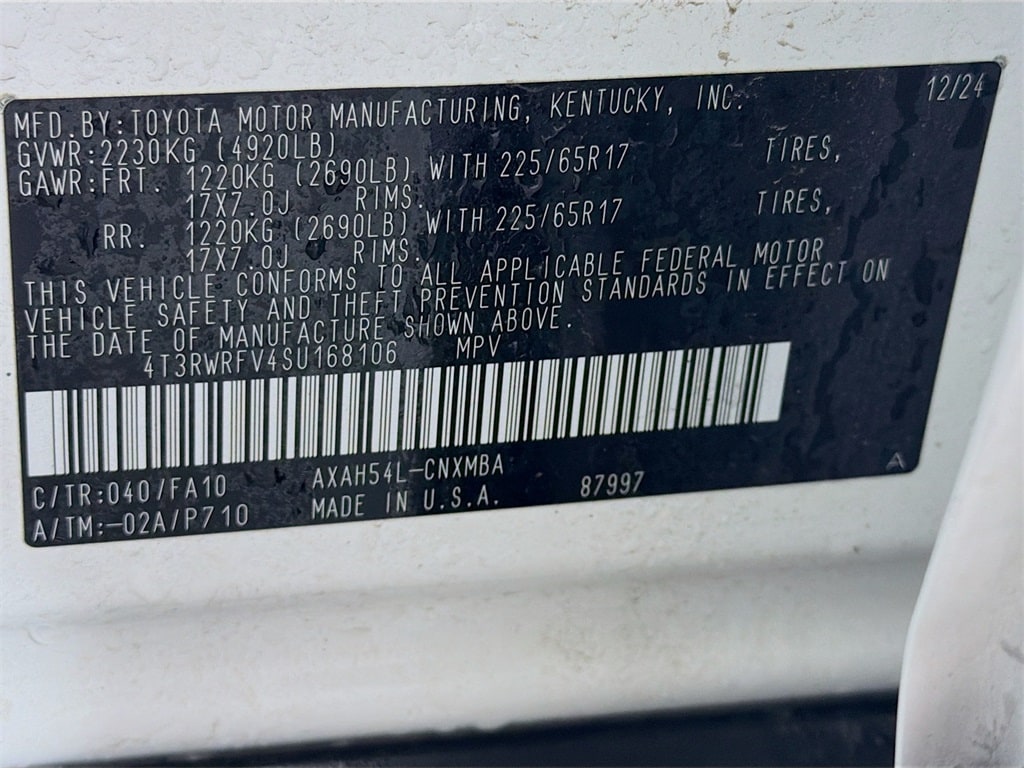 12/24
MFD.BY:TOYOTA MOTOR MANUFACTURING, KENTUCKY, INC.
GVWR:2230KG (4920LB)
GAWR:FRT. 1220KG (2690LB) WITH 225/65R17 TIRES,
17X7.0J RIMS.
RR. 1220KG (2690LB) WITH 225/65R17 TIRES,
17X7.0J RIMS.
THIS VEHICLE CONFORMS TO ALL APPLICABLE FEDERAL MOTOR
VEHICLE SAFETY AND THEFT PREVENTION STANDARDS IN EFFECT ON
THE DATE OF MANUFACTURE SHOWN ABOVE.
4T3RWRFV4SU168106 MPV
C/TR:040/FA10 AXAH54L-CNXMBA
A/TM:-02A/P710 MADE IN U.S.A. 87997
A